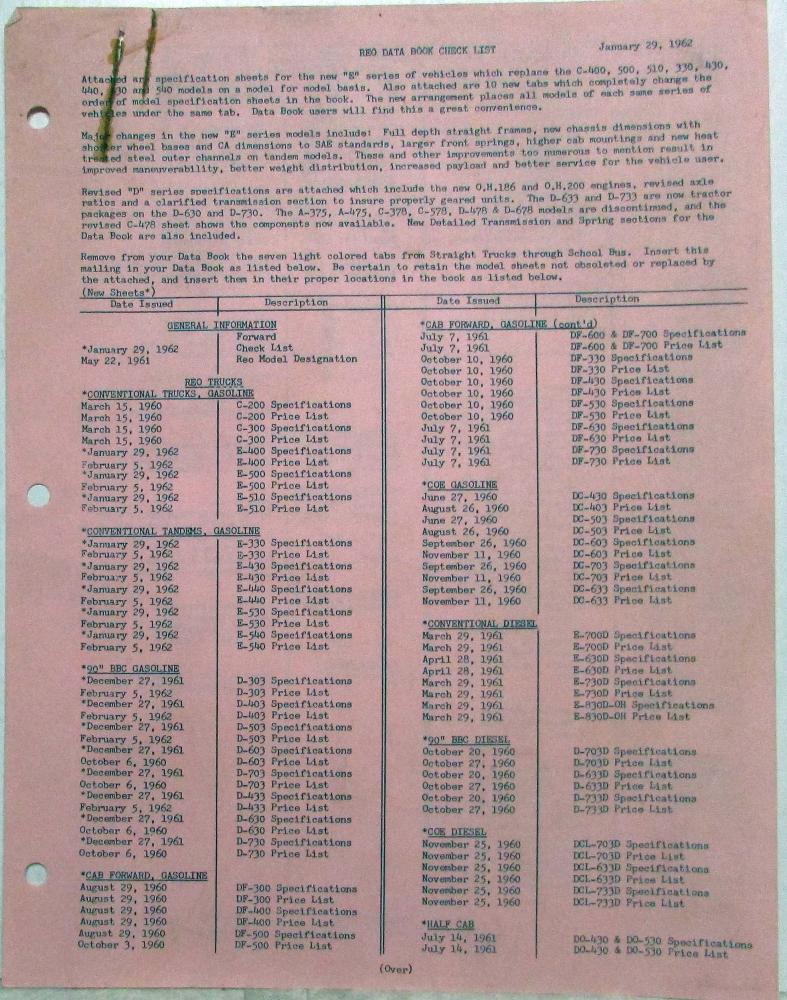 REO DATA BOOK CHECK LIST
January 29, 1962
Attached are specification sheets for the new "E" series of vehicles which replace the C-400, 500, 510, 330, 430,
440, 530 and 540 models on a model for model basis. Also attached are 10 new tabs which completely change the
order of model specification sheets in the book. The new arrangement places all models of each same series of
vehicles under the same tab. Data Book users will find this a great convenience.
Major changes in the new "E" series models include: Full depth straight frames, new chassis dimensions with
shorter wheel bases and CA dimensions to SAE standards, larger front springs, higher cab mountings and new heat
treated steel outer channels on tandem models. These and other improvements too numerous to mention result in
improved maneuverability, better weight distribution, increased payload and better service for the vehicle user.
Revised "D" series specifications are attached which include the new O.H.186 and O.H.200 engines, revised axle
ratios and a clarified transmission section to insure properly geared units. The D-633 and D-733 are now tractor
packages on the D-630 and D-730. The A-375, A-475, C-378, C-578, D-478 & D-678 models are discontinued, and the
revised C-478 sheet shows the components now available. New Detailed Transmission and Spring sections for the
Data Book are also included.
Remove from your Data Book the seven light colored tabs from Straight Trucks through School Bus. Insert this
mailing in your Data Book as listed below. Be certain to retain the model sheets not obsoleted or replaced by
the attached, and insert them in their proper locations in the book as listed below.
(New Sheets*)
Date Issued Description
GENERAL INFORMATION
Forward
*January 29, 1962 Check List
May 22, 1961 Reo Model Designation
REO TRUCKS
*CONVENTIONAL TRUCKS, GASOLINE
March 15, 1960 C-200 Specifications
March 15, 1960 C-200 Price List
March 15, 1960 C-300 Specifications
March 15, 1960 C-300 Price List
*January 29, 1962 E-400 Specifications
February 5, 1962 E-400 Price List
*January 29, 1962 E-500 Specifications
February 5, 1962 E-500 Price List
*January 29, 1962 E-510 Specifications
February 5, 1962 E-510 Price List
*CONVENTIONAL TANDEMS, GASOLINE
*January 29, 1962 E-330 Specifications
February 5, 1962 E-330 Price List
*January 29, 1962 E-430 Specifications
February 5, 1962 E-430 Price List
*January 29, 1962 E-440 Specifications
February 5, 1962 E-440 Price List
*January 29, 1962 E-530 Specifications
February 5, 1962 E-530 Price List
*January 29, 1962 E-540 Specifications
February 5, 1962 E-540 Price List
*90" BBC GASOLINE
*December 27, 1961 D-303 Specifications
February 5, 1962 D-303 Price List
*December 27, 1961 D-403 Specifications
February 5, 1962 D-403 Price List
*December 27, 1961 D-503 Specifications
February 5, 1962 D-503 Price List
*December 27, 1961 D-603 Specifications
October 6, 1960 D-603 Price List
*December 27, 1961 D-703 Specifications
October 6, 1960 D-703 Price List
*December 27, 1961 D-433 Specifications
February 5, 1962 D-433 Price List
*December 27, 1961 D-630 Specifications
October 6, 1960 D-630 Price List
*December 27, 1961 D-730 Specifications
October 6, 1960 D-730 Price List
*CAB FORWARD, GASOLINE
August 29, 1960 DF-300 Specifications
August 29, 1960 DF-300 Price List
August 29, 1960 DF-400 Specifications
August 29, 1960 DF-400 Price List
August 29, 1960 DF-500 Specifications
October 3, 1960 DF-500 Price List
Date Issued Description
*CAB FORWARD, GASOLINE (cont'd)
July 7, 1961 DF-600 & DF-700 Specifications
July 7, 1961 DF-600 & DF-700 Price List
October 10, 1960 DF-330 Specifications
October 10, 1960 DF-330 Price List
October 10, 1960 DF-430 Specifications
October 10, 1960 DF-430 Price List
October 10, 1960 DF-530 Specifications
October 10, 1960 DF-530 Price List
July 7, 1961 DF-630 Specifications
July 7, 1961 DF-630 Price List
July 7, 1961 DF-730 Specifications
July 7, 1961 DF-730 Price List
*COE GASOLINE
June 27, 1960 DC-430 Specifications
August 26, 1960 DC-403 Price List
June 27, 1960 DC-503 Specifications
August 26, 1960 DC-503 Price List
September 26, 1960 DC-603 Specifications
November 11, 1960 DC-603 Price List
September 26, 1960 DC-703 Specifications
November 11, 1960 DC-703 Price List
September 26, 1960 DC-633 Specifications
November 11, 1960 DC-633 Price List
*CONVENTIONAL DIESEL
March 29, 1961 E-700D Specifications
March 29, 1961 E-700D Price List
April 28, 1961 E-630D Specifications
April 28, 1961 E-630D Price List
March 29, 1961 E-730D Specifications
March 29, 1961 E-730D Price List
March 29, 1961 E-830D-OH Specifications
March 29, 1961 E-830D-OH Price List
*90" BBC DIESEL
October 20, 1960 D-703D Specifications
October 27, 1960 D-703D Price List
October 20, 1960 D-633D Specifications
October 27, 1960 D-633D Price List
October 20, 1960 D-733D Specifications
October 27, 1960 D-733D Price List
*COE DIESEL
November 25, 1960 DCL-703D Specifications
November 25, 1960 DCL-703D Price List
November 25, 1960 DCL-633D Specifications
November 25, 1960 DCL-633D Price List
November 25, 1960 DCL-733D Specifications
November 25, 1960 DCL-733D Price List
*HALF CAB
July 14, 1961 DO-430 & DO-530 Specifications
July 14, 1961 DO-430 & DO-530 Price List
(Over)